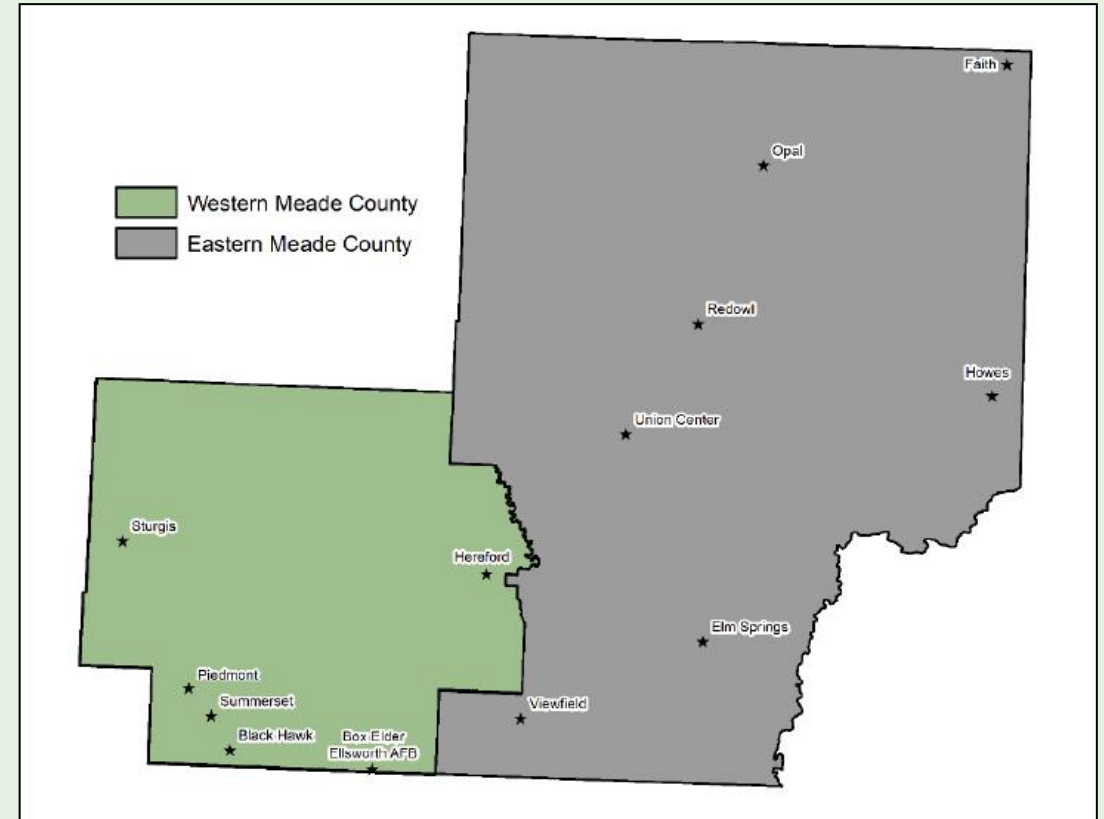 Faith
Opal
Western Meade County
Eastern Meade County
Redowl
Howes
Union Center
Sturgis
Hereford
Elm Springs
Piedmont
Summerset
Viewfield
Black Hawk
Box Elder
Ellsworth AFB